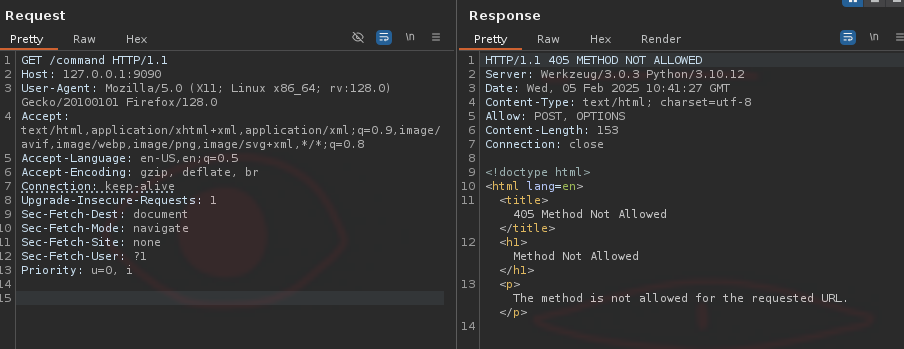 Request
Pretty Raw Hex \n
1 GET /command HTTP/1.1
2 Host: 127.0.0.1:9090
3 User-Agent: Mozilla/5.0 (X11; Linux x86_64; rv:128.0)
Gecko/20100101 Firefox/128.0
4 Accept:
text/html,application/xhtml+xml,application/xml;q=0.9,image/
avif,image/webp,image/png,image/svg+xml,*/*;q=0.8
5 Accept-Language: en-US,en;q=0.5
6 Accept-Encoding: gzip, deflate, br
7 Connection: keep-alive
8 Upgrade-Insecure-Requests: 1
9 Sec-Fetch-Dest: document
10 Sec-Fetch-Mode: navigate
11 Sec-Fetch-Site: none
12 Sec-Fetch-User: ?1
13 Priority: u=0, i
14
15
Response
Pretty Raw Hex Render \n
1 HTTP/1.1 405 METHOD NOT ALLOWED
2 Server: Werkzeug/3.0.3 Python/3.10.12
3 Date: Wed, 05 Feb 2025 10:41:27 GMT
4 Content-Type: text/html; charset=utf-8
5 Allow: POST, OPTIONS
6 Content-Length: 153
7 Connection: close
8
9 <!doctype html>
10 <html lang=en>
11 <title>
405 Method Not Allowed
</title>
12 <h1>
Method Not Allowed
</h1>
13 <p>
The method is not allowed for the requested URL.
</p>
14